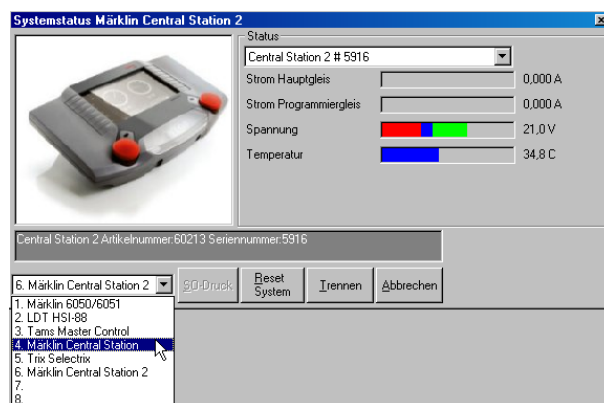 Systemstatus Märklin Central Station 2
Status
Central Station 2 # 5916
Strom Hauptgleis 0,000 A
Strom Programmiergleis 0,000 A
Spannung 21,0 V
Temperatur 34,8 C
Central Station 2 Artikelnummer:60213 Seriennummer:5916
6. Märklin Central Station 2
SO-Druck
Reset System
Trennen
Abbrechen
1. Märklin 6050/6051
2. LDT HSI-88
3. Tams Master Control
4. Märklin Central Station
5. Trix Selectrix
6. Märklin Central Station 2
7.
8.